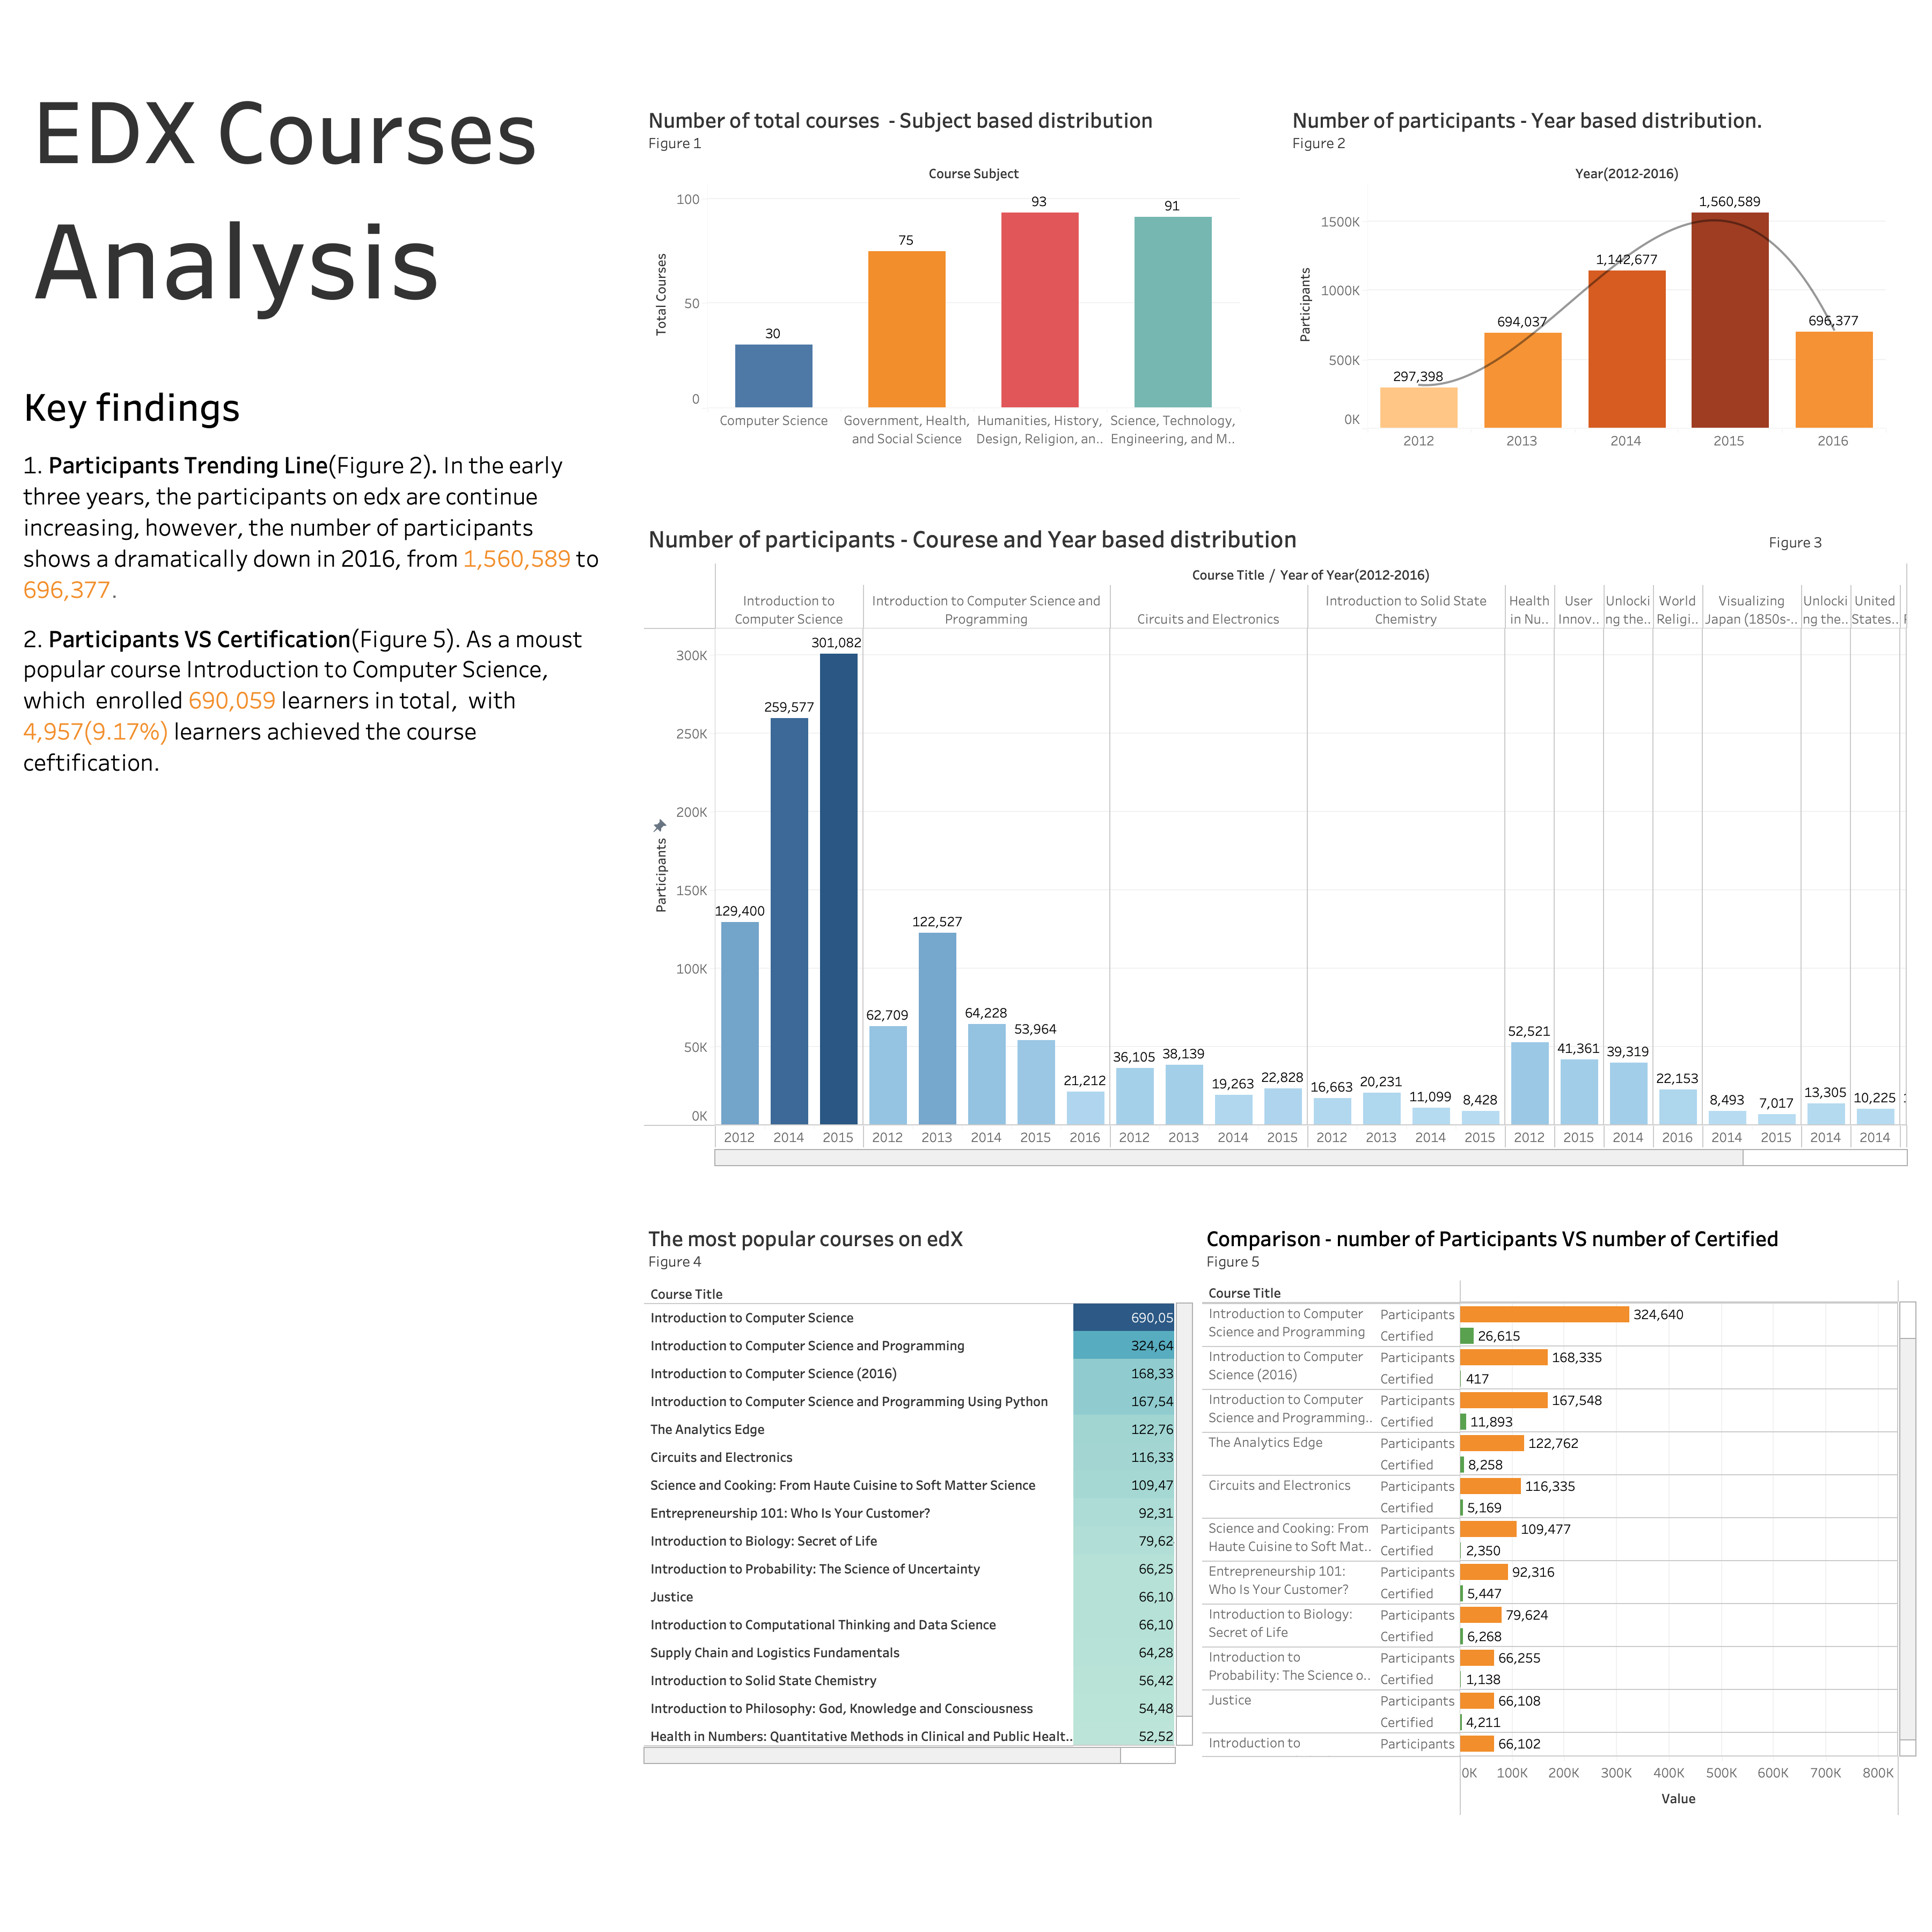 EDX Courses
Analysis
Key findings
1. Participants Trending Line(Figure 2). In the early
three years, the participants on edx are continue
increasing, however, the number of participants
shows a dramatically down in 2016, from 1,560,589 to
696,377.
2. Participants VS Certification(Figure 5). As a moust
popular course Introduction to Computer Science,
which enrolled 690,059 learners in total, with
4,957(9.17%) learners achieved the course
ceftification.
Number of total courses - Subject based distribution
Figure 1
Course Subject
Total Courses
100
50
0
30
75
93
91
Computer Science
Government, Health,
and Social Science
Humanities, History,
Design, Religion, an..
Science, Technology,
Engineering, and M..
Number of participants - Year based distribution.
Figure 2
Year(2012-2016)
Participants
1500K
1000K
500K
0K
297,398
694,037
1,142,677
1,560,589
696,377
2012
2013
2014
2015
2016
Number of participants - Courese and Year based distribution
Figure 3
Course Title / Year of Year(2012-2016)
Introduction to
Computer Science
Introduction to Computer Science and
Programming
Circuits and Electronics
Introduction to Solid State
Chemistry
Health
in Nu..
User
Innov..
Unlocki
ng the..
World
Religi..
Visualizing
Japan (1850s-..
Unlocki
ng the..
United
States..
Participants
300K
250K
200K
150K
100K
50K
0K
129,400
259,577
301,082
62,709
122,527
64,228
53,964
21,212
36,105
38,139
19,263
22,828
16,663
20,231
11,099
8,428
52,521
41,361
39,319
22,153
8,493
7,017
13,305
10,225
2012
2014
2015
2012
2013
2014
2015
2016
2012
2013
2014
2015
2012
2013
2014
2015
2012
2015
2014
2016
2014
2015
2014
2014
The most popular courses on edX
Figure 4
Course Title
Introduction to Computer Science 690,05
Introduction to Computer Science and Programming 324,64
Introduction to Computer Science (2016) 168,33
Introduction to Computer Science and Programming Using Python 167,54
The Analytics Edge 122,76
Circuits and Electronics 116,33
Science and Cooking: From Haute Cuisine to Soft Matter Science 109,47
Entrepreneurship 101: Who Is Your Customer? 92,31
Introduction to Biology: Secret of Life 79,62
Introduction to Probability: The Science of Uncertainty 66,25
Justice 66,10
Introduction to Computational Thinking and Data Science 66,10
Supply Chain and Logistics Fundamentals 64,28
Introduction to Solid State Chemistry 56,42
Introduction to Philosophy: God, Knowledge and Consciousness 54,48
Health in Numbers: Quantitative Methods in Clinical and Public Healt.. 52,52
Comparison - number of Participants VS number of Certified
Figure 5
Course Title
Introduction to Computer Participants 324,640
Science and Programming Certified 26,615
Introduction to Computer Participants 168,335
Science (2016) Certified 417
Introduction to Computer Participants 167,548
Science and Programming.. Certified 11,893
The Analytics Edge Participants 122,762
Certified 8,258
Circuits and Electronics Participants 116,335
Certified 5,169
Science and Cooking: From Participants 109,477
Haute Cuisine to Soft Mat.. Certified 2,350
Entrepreneurship 101: Participants 92,316
Who Is Your Customer? Certified 5,447
Introduction to Biology: Participants 79,624
Secret of Life Certified 6,268
Introduction to Participants 66,255
Probability: The Science o.. Certified 1,138
Justice Participants 66,108
Certified 4,211
Introduction to Participants 66,102
0K 100K 200K 300K 400K 500K 600K 700K 800K
Value